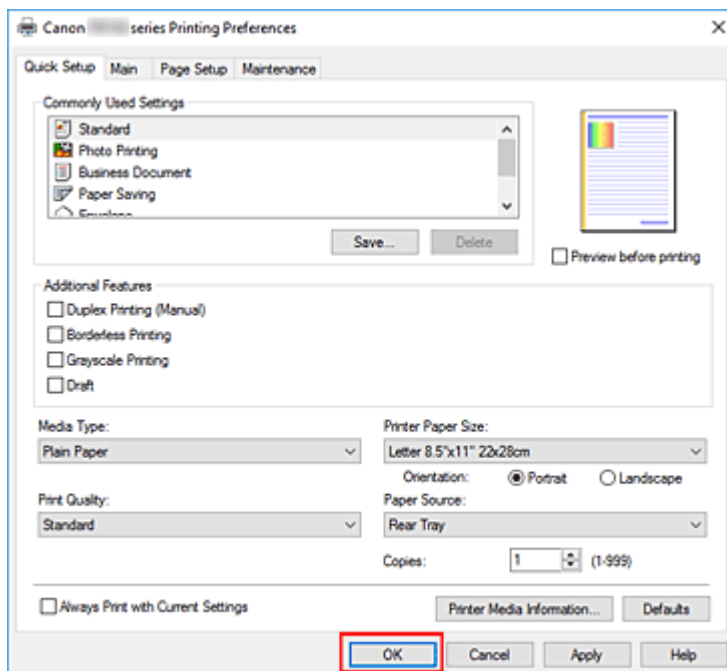 Canon series Printing Preferences
Quick Setup Main Page Setup Maintenance
Commonly Used Settings
Standard
Photo Printing
Business Document
Paper Saving
Save... Delete
Preview before printing
Additional Features
Duplex Printing (Manual)
Borderless Printing
Grayscale Printing
Draft
Media Type: Printer Paper Size:
Plain Paper Letter 8.5"x11" 22x28cm
Orientation: Portrait Landscape
Print Quality: Paper Source:
Standard Rear Tray
Copies: 1 (1-999)
Always Print with Current Settings Printer Media Information... Defaults
OK Cancel Apply Help